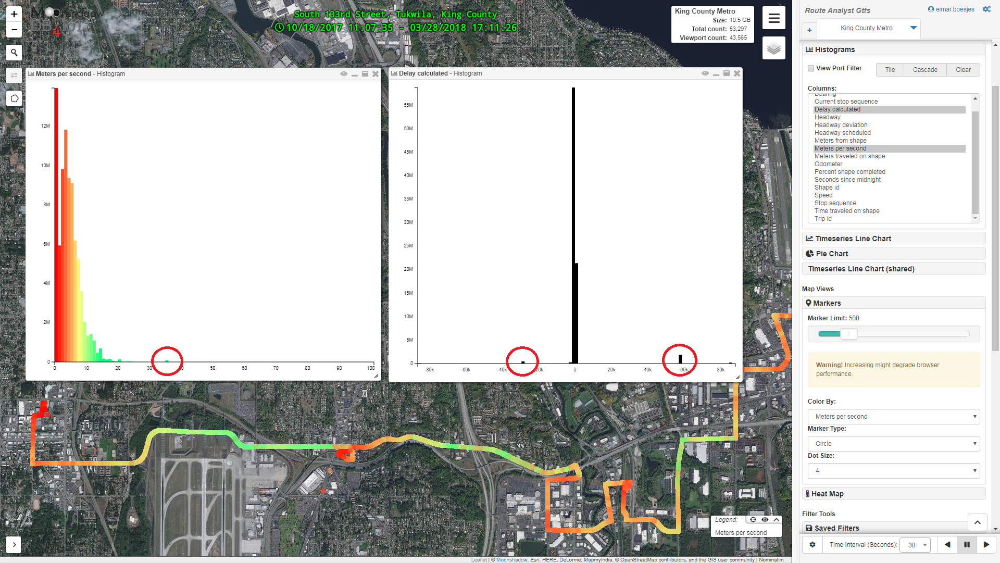 +
−
Moonshadow
DB4IoT
South 133rd Street, Tukwila, King County
10/18/2017 11:07:35 - 03/28/2018 17:11:26
King County Metro
Size: 10.5 GB
Total count: 53,297
Viewport count: 43,565
Meters per second - Histogram
12M
10M
8M
6M
4M
2M
0
0 10 20 30 40 50 60 70 80 90 100
Delay calculated - Histogram
55M
50M
45M
40M
35M
30M
25M
20M
15M
10M
5M
0
-80k -60k -40k -20k 0 20k 40k 60k 80k
Legend:
Meters per second
Leaflet | © Moonshadow, Esri, HERE, DeLorme, MapmyIndia, © OpenStreetMap contributors, and the GIS user community | Nominatim
Route Analyst Gtfs
eimar.boesjes
+
King County Metro
Histograms
View Port Filter
Tile Cascade Clear
Columns:
Bearing
Current stop sequence
Delay calculated
Headway
Headway deviation
Headway scheduled
Meters from shape
Meters per second
Meters traveled on shape
Odometer
Percent shape completed
Seconds since midnight
Shape id
Speed
Stop sequence
Time traveled on shape
Trip id
Timeseries Line Chart
Pie Chart
Timeseries Line Chart (shared)
Map Views
Markers
Marker Limit: 500
Warning! Increasing might degrade browser
performance.
Color By:
Meters per second
Marker Type:
Circle
Dot Size:
4
Heat Map
Filter Tools
Saved Filters
Time Interval (Seconds): 30